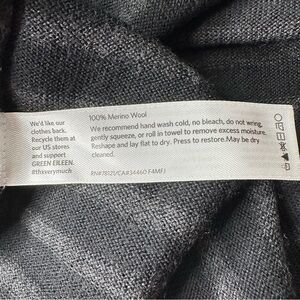 We'd like our
clothes back.
Recycle them at
our US stores
and support
GREEN EILEEN.
#thxverymuch
100% Merino Wool
We recommend hand wash cold, no bleach, do not wring,
gently squeeze, or roll in towel to remove excess moisture.
Reshape and lay flat to dry. Press to restore.May be dry
cleaned.
RN#78121/CA#34460 F4MFJ